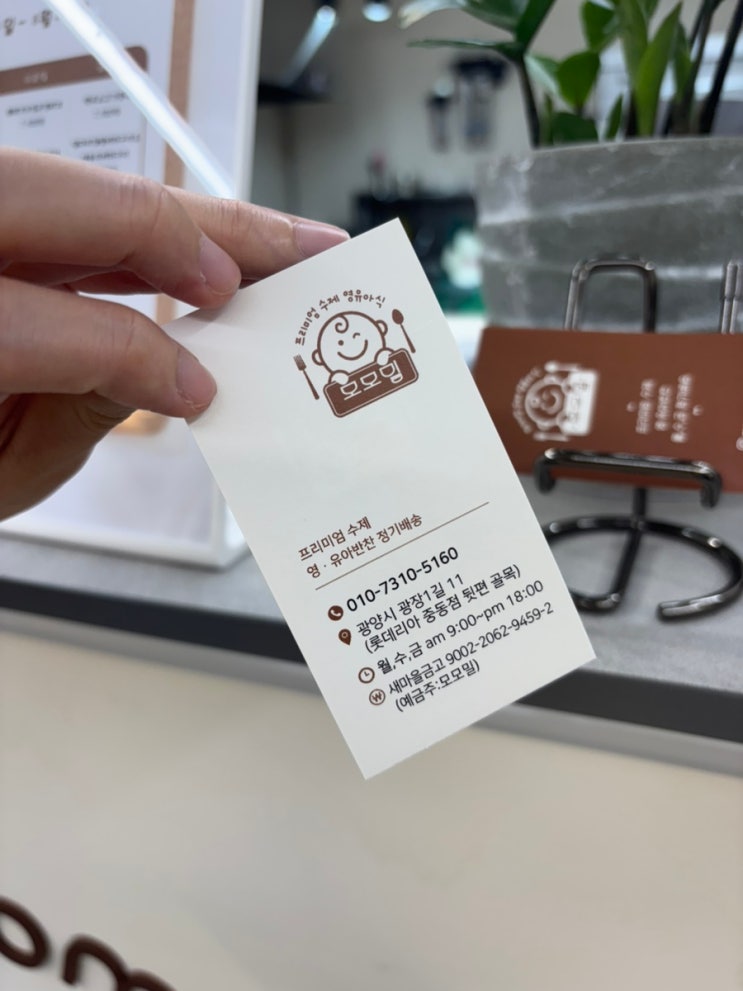 프리미엄 수제 영유아식
모모밀
프리미엄 수제
영 · 유아반찬 정기배송
010-7310-5160
광양시 광장1길 11
(롯데리아 중동점 뒷편 골목)
월,수,금 am 9:00~pm 18:00
새마을금고 9002-2062-9459-2
(예금주:모모밀)
om